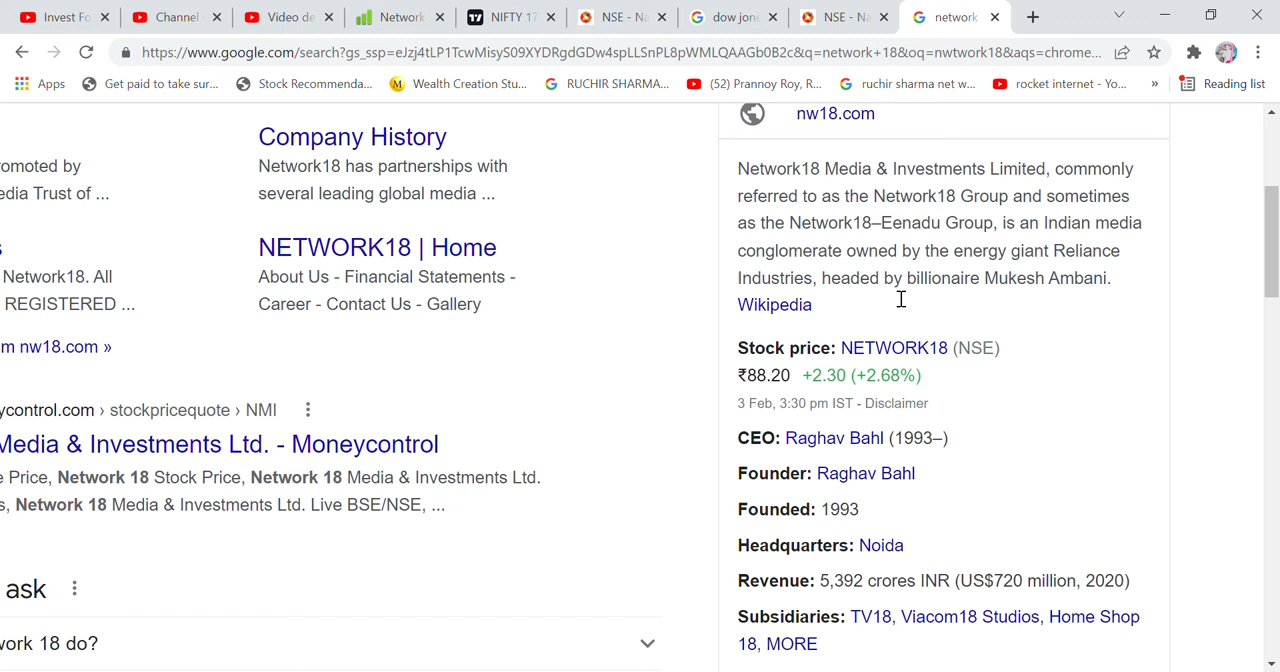 Invest Fo
Channel
Video de
Network
NIFTY 17
NSE - Na
dow jone
NSE - Na
network
https://www.google.com/search?gs_ssp=eJzj4tLP1TcwMisyS09XYDRgdGDw4spLLSnPL8pWMLQAAGb0B2c&q=network+18&oq=nwtwork18&aqs=chrome...
Apps
Get paid to take sur...
Stock Recommenda...
Wealth Creation Stu...
RUCHIR SHARMA...
(52) Prannoy Roy, R...
ruchir sharma net w...
rocket internet - Yo...
»
Reading list
Company History
omoted by
Network18 has partnerships with
edia Trust of ...
several leading global media ...
s
NETWORK18 | Home
Network18. All
About Us - Financial Statements -
REGISTERED ...
Career - Contact Us - Gallery
m nw18.com »
ycontrol.com › stockpricequote › NMI
Media & Investments Ltd. - Moneycontrol
e Price, Network 18 Stock Price, Network 18 Media & Investments Ltd.
s, Network 18 Media & Investments Ltd. Live BSE/NSE, ...
ask
work 18 do?
nw18.com
Network18 Media & Investments Limited, commonly
referred to as the Network18 Group and sometimes
as the Network18–Eenadu Group, is an Indian media
conglomerate owned by the energy giant Reliance
Industries, headed by billionaire Mukesh Ambani.
Wikipedia
Stock price: NETWORK18 (NSE)
₹88.20 +2.30 (+2.68%)
3 Feb, 3:30 pm IST - Disclaimer
CEO: Raghav Bahl (1993–)
Founder: Raghav Bahl
Founded: 1993
Headquarters: Noida
Revenue: 5,392 crores INR (US$720 million, 2020)
Subsidiaries: TV18, Viacom18 Studios, Home Shop
18, MORE